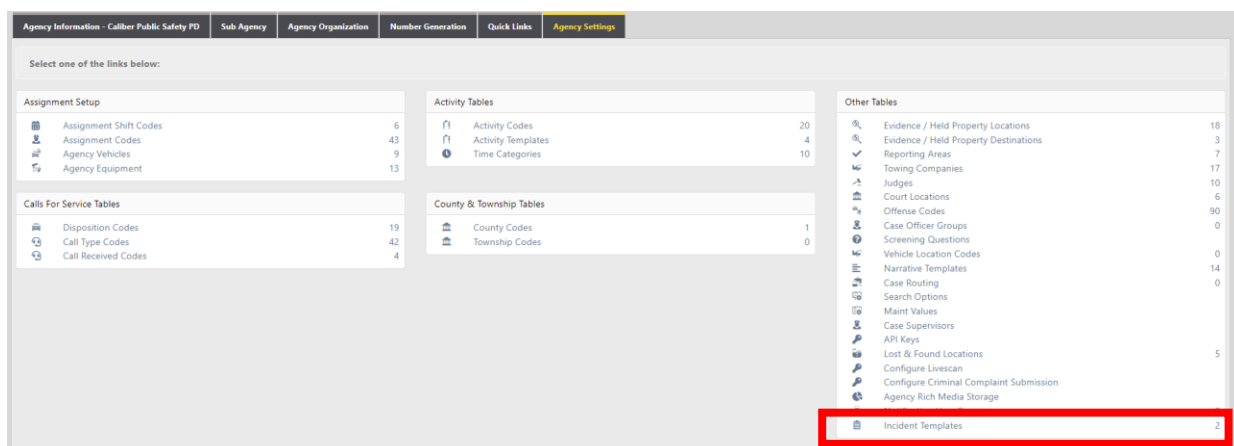 Agency Information - Caliber Public Safety PD Sub Agency Agency Organization Number Generation Quick Links Agency Settings
Select one of the links below:
Assignment Setup
Assignment Shift Codes 6
Assignment Codes 43
Agency Vehicles 9
Agency Equipment 13
Calls For Service Tables
Disposition Codes 19
Call Type Codes 42
Call Received Codes 4
Activity Tables
Activity Codes 20
Activity Templates 4
Time Categories 10
County & Township Tables
County Codes 1
Township Codes 0
Other Tables
Evidence / Held Property Locations 18
Evidence / Held Property Destinations 3
Reporting Areas 7
Towing Companies 17
Judges 10
Court Locations 6
Offense Codes 90
Case Officer Groups 0
Screening Questions
Vehicle Location Codes 0
Narrative Templates 14
Case Routing 0
Search Options
Maint Values
Case Supervisors
API Keys
Lost & Found Locations 5
Configure Livescan
Configure Criminal Complaint Submission
Agency Rich Media Storage
Incident Templates 2